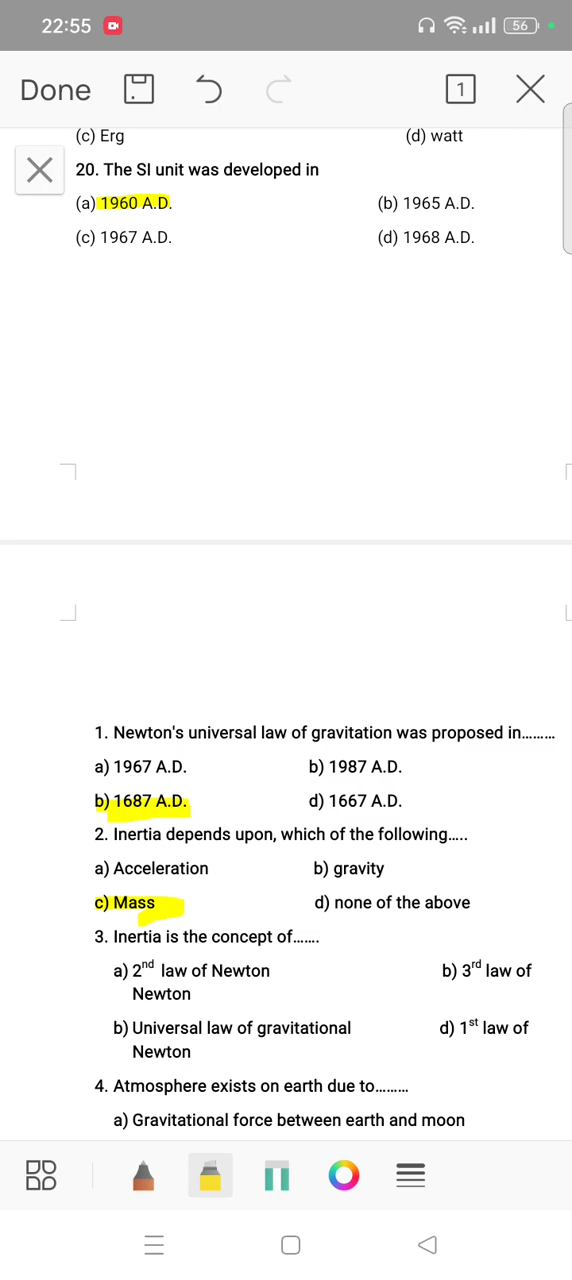 22:55 56
Done 1
(c) Erg (d) watt
20. The SI unit was developed in
(a) 1960 A.D. (b) 1965 A.D.
(c) 1967 A.D. (d) 1968 A.D.
1. Newton's universal law of gravitation was proposed in.........
a) 1967 A.D. b) 1987 A.D.
b) 1687 A.D. d) 1667 A.D.
2. Inertia depends upon, which of the following.....
a) Acceleration b) gravity
c) Mass d) none of the above
3. Inertia is the concept of.......
a) 2nd law of Newton b) 3rd law of
Newton
b) Universal law of gravitational d) 1st law of
Newton
4. Atmosphere exists on earth due to.........
a) Gravitational force between earth and moon